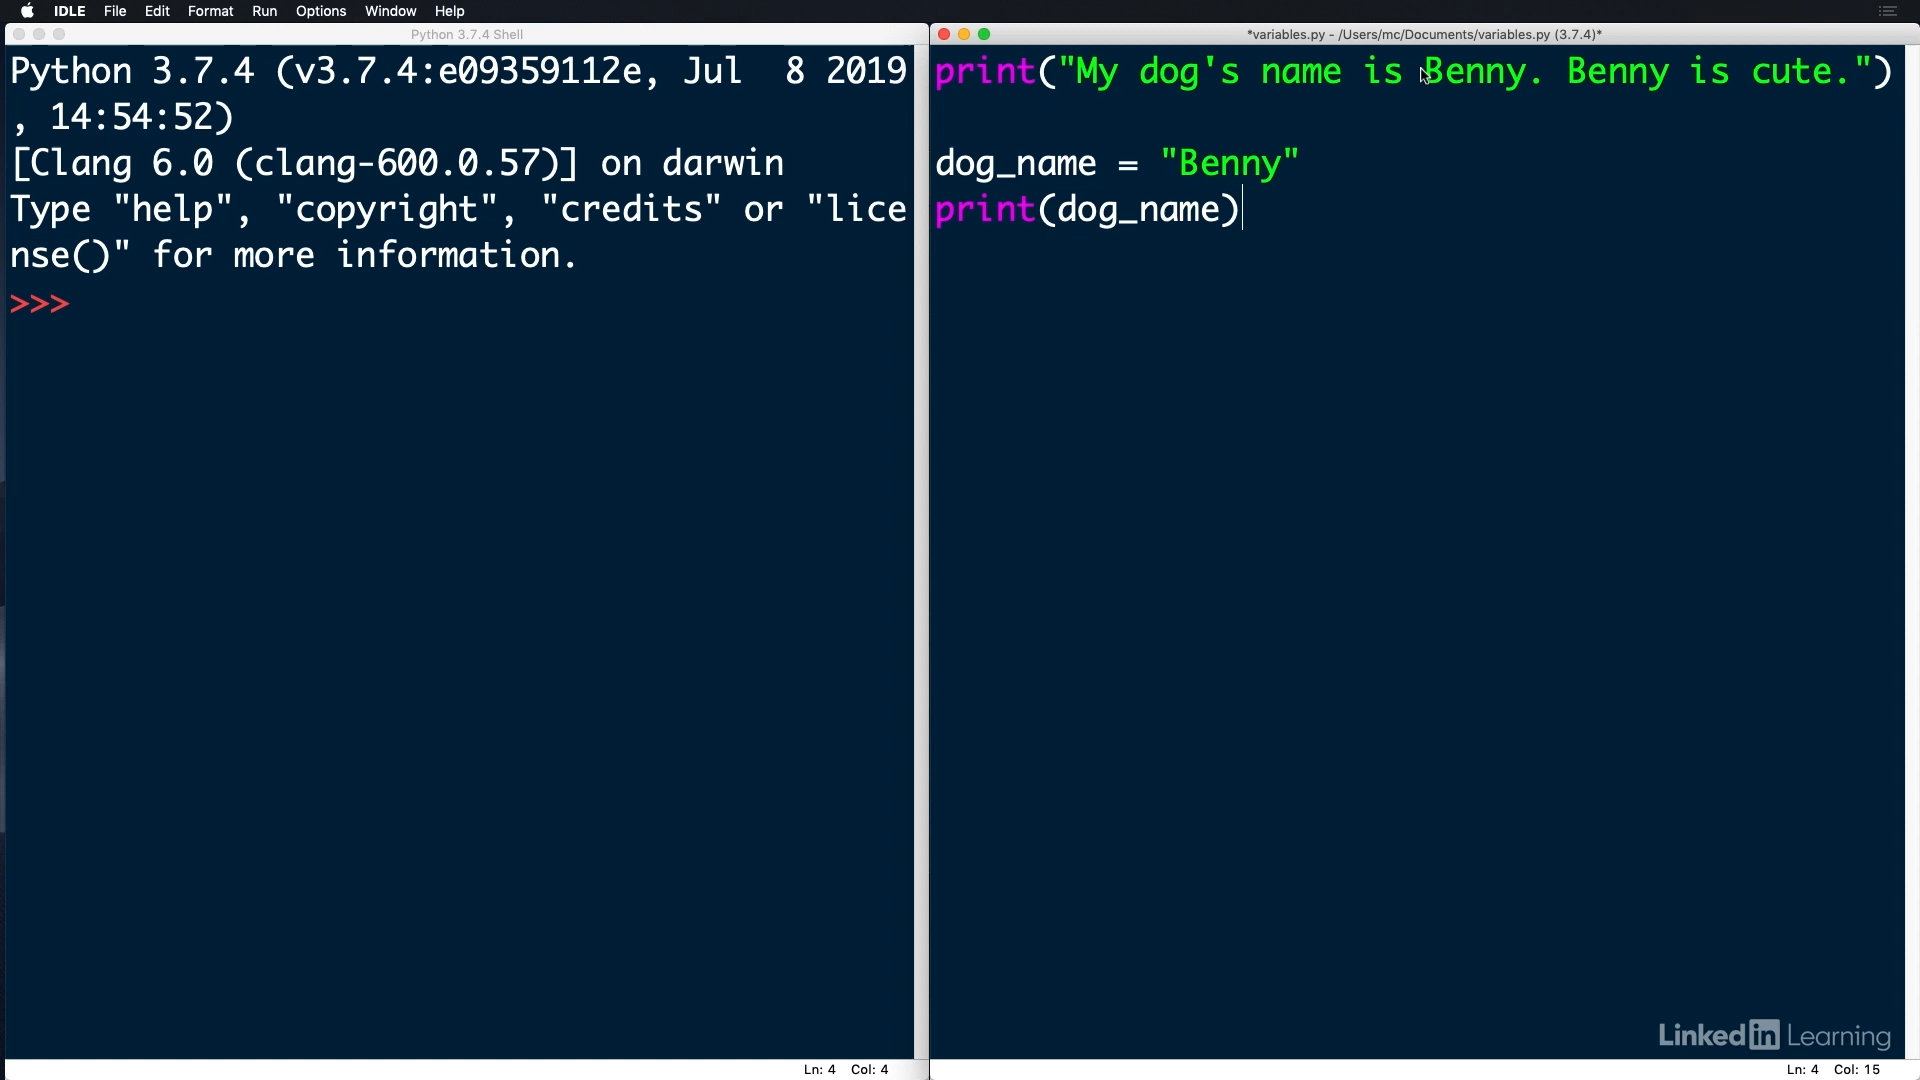 IDLE File Edit Format Run Options Window Help
Python 3.7.4 Shell
Python 3.7.4 (v3.7.4:e09359112e, Jul  8 2019
, 14:54:52)
[Clang 6.0 (clang-600.0.57)] on darwin
Type "help", "copyright", "credits" or "lice
nse()" for more information.
>>>
Ln: 4 Col: 4
*variables.py - /Users/mc/Documents/variables.py (3.7.4)*
print("My dog's name is Benny. Benny is cute.")
dog_name = "Benny"
print(dog_name)
LinkedIn Learning
Ln: 4 Col: 15